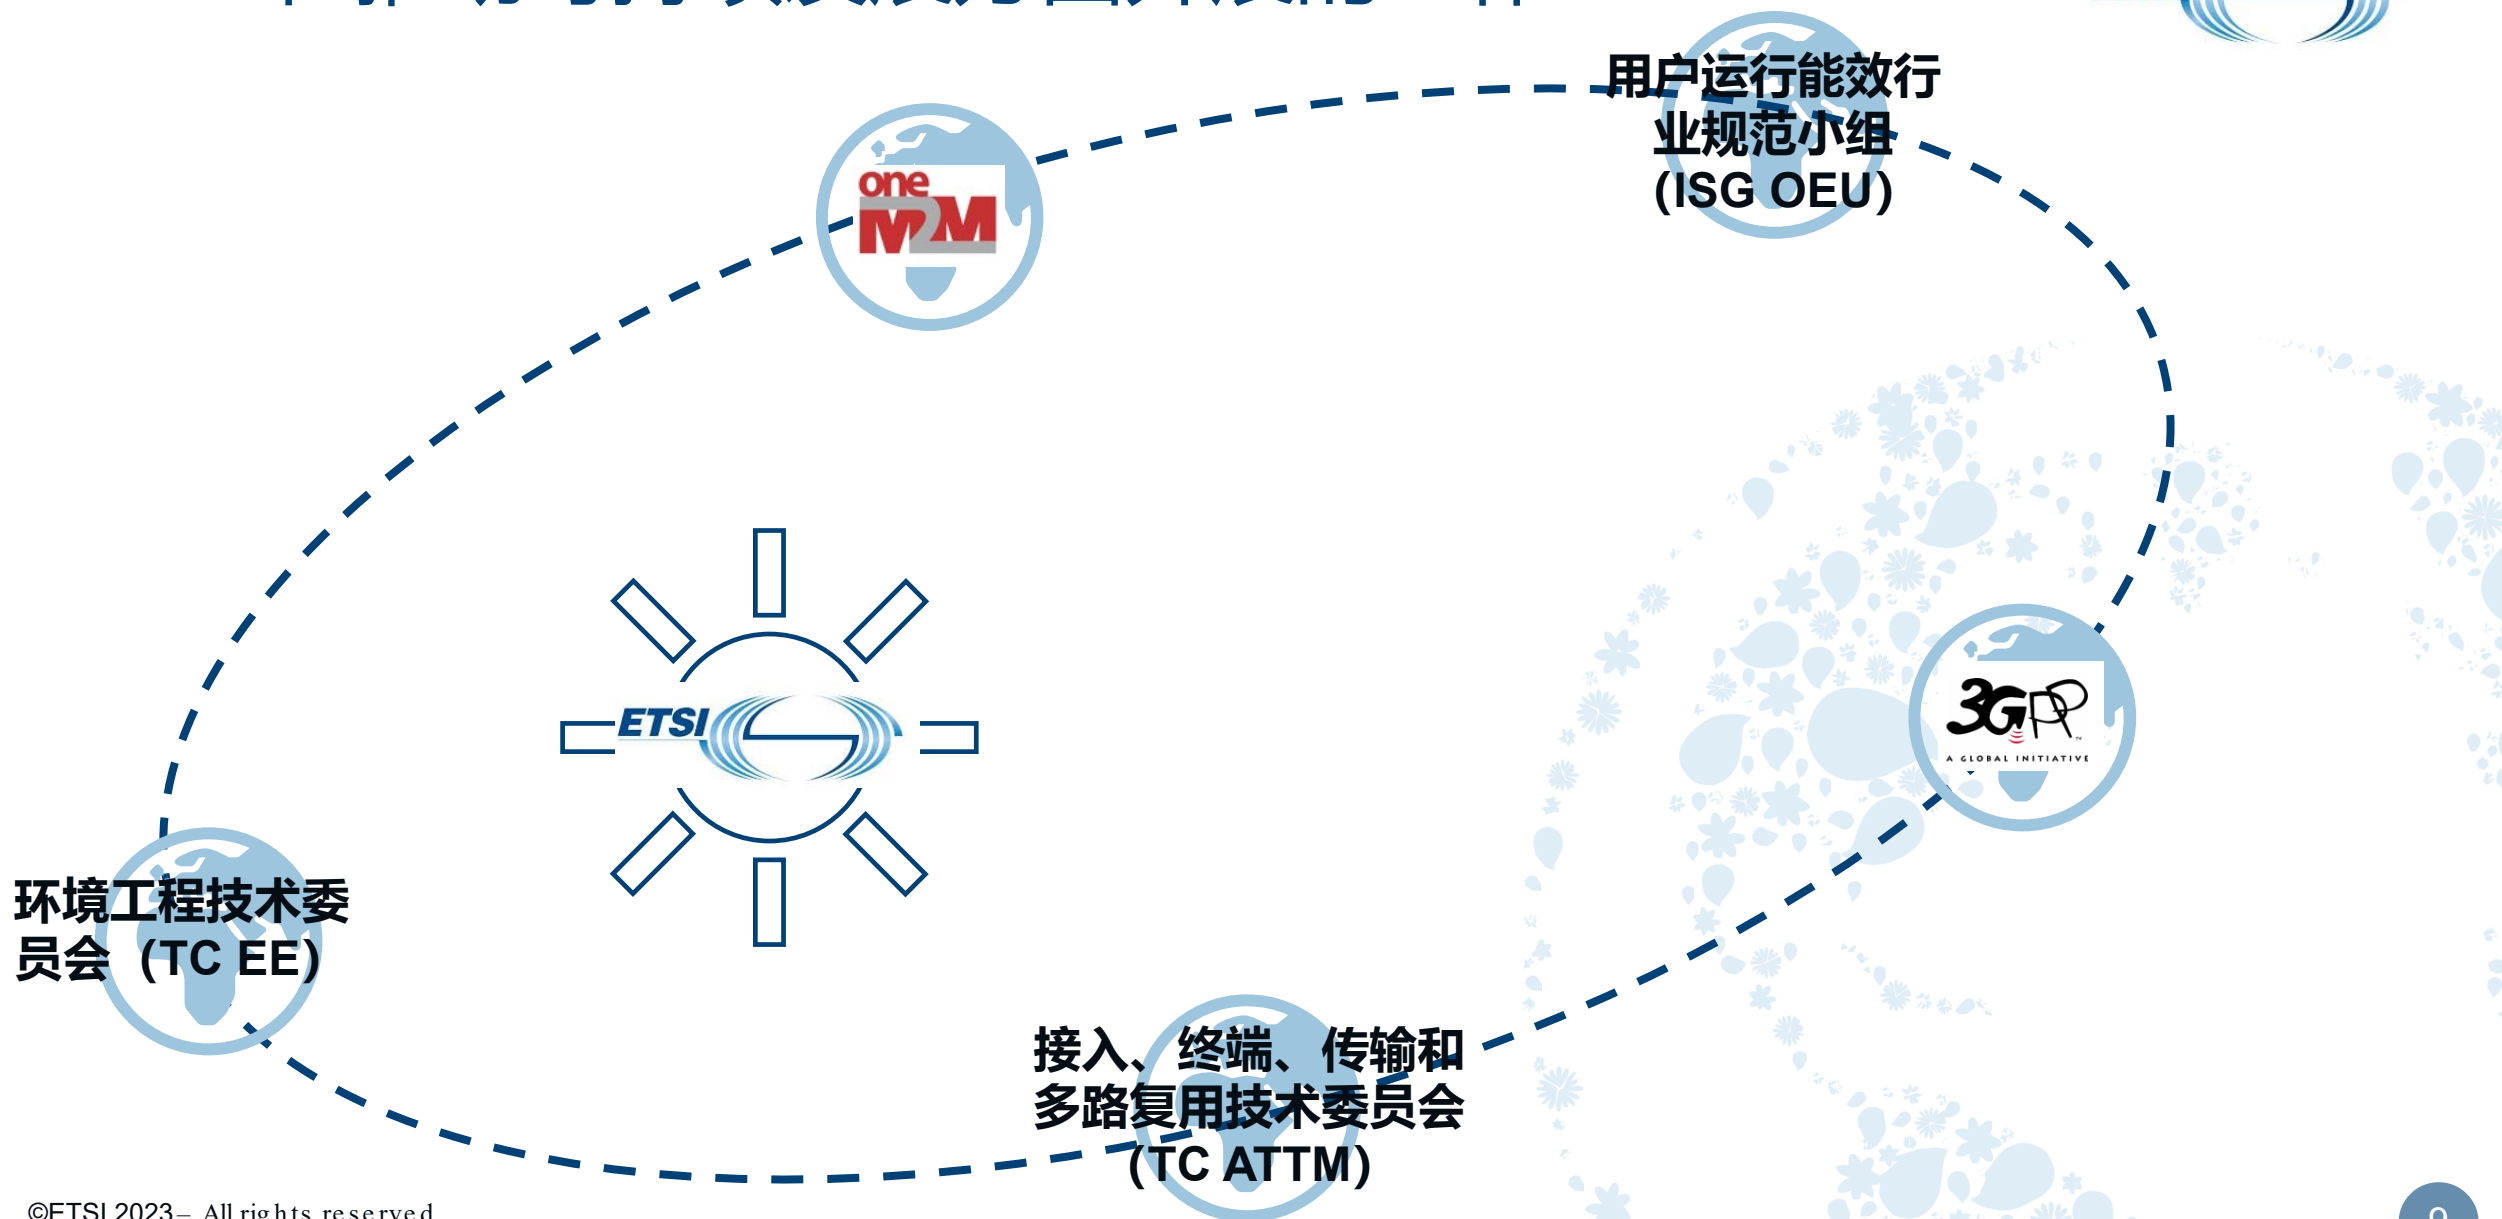 用户运行能效行
业规范小组
（ISG OEU）
one
M2M
ETSI
3GPP
A GLOBAL INITIATIVE
环境工程技术委
员会（TC EE）
接入、终端、传输和
多路复用技术委员会
（TC ATTM）
©ETSI 2023– All rights reserved